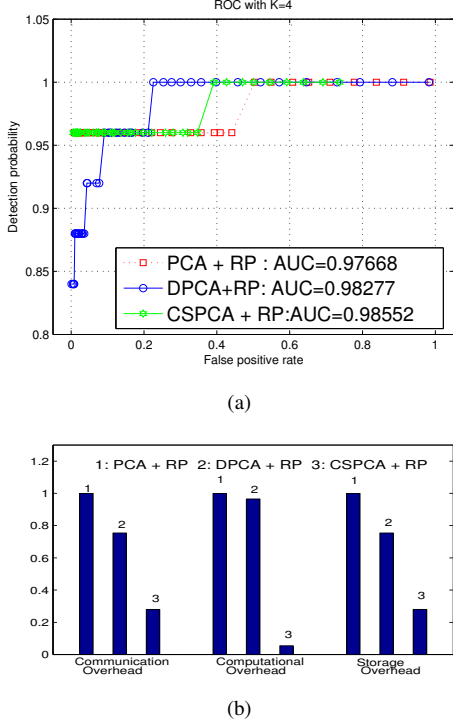 ROC with K=4
1.05
1
0.95
0.9
0.85
0.8
Detection probability
0 0.2 0.4 0.6 0.8 1
False positive rate
PCA + RP : AUC=0.97668
DPCA+RP: AUC=0.98277
CSPCA + RP:AUC=0.98552
(a)
1: PCA + RP 2: DPCA + RP 3: CSPCA + RP
1.2
1
0.8
0.6
0.4
0.2
0
1 2 3
1 2 3
1 2 3
Communication Overhead
Computational Overhead
Storage Overhead
(b)